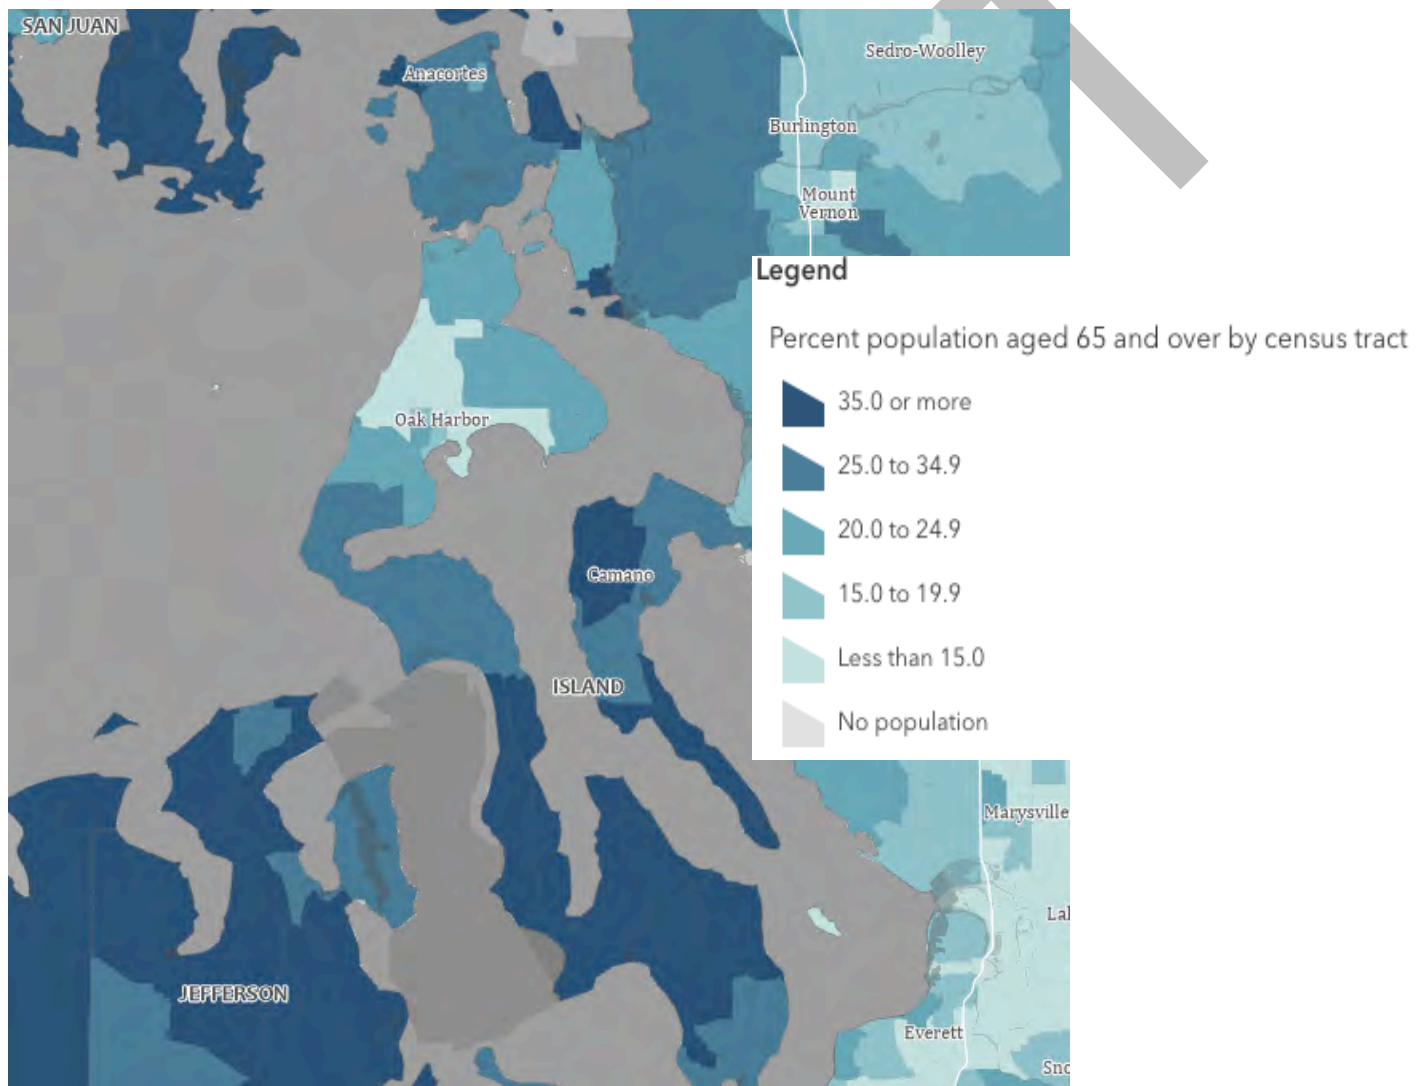 SAN JUAN
Sedro-Woolley
Anacortes
Burlington
Mount
Vernon
Legend
Percent population aged 65 and over by census tract
35.0 or more
25.0 to 34.9
20.0 to 24.9
15.0 to 19.9
Less than 15.0
No population
Oak Harbor
Camano
ISLAND
Marysville
Lal
JEFFERSON
Everett
Sno